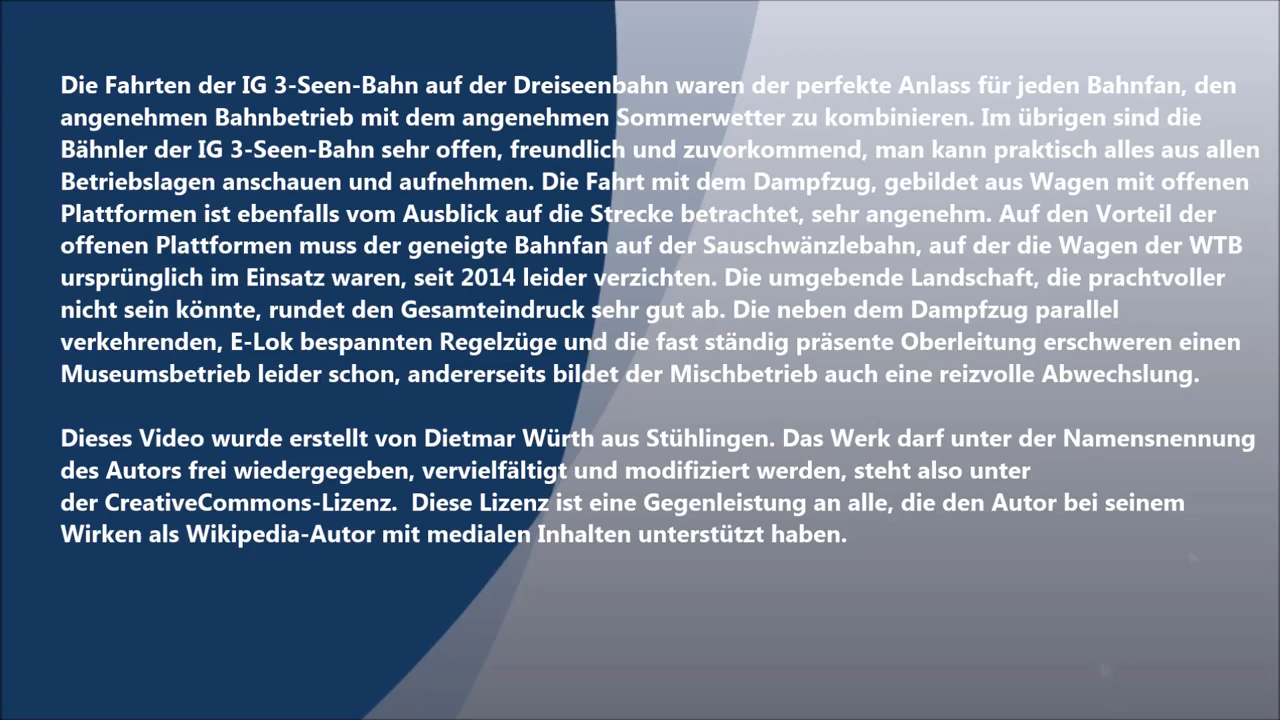 Die Fahrten der IG 3-Seen-Bahn auf der Dreiseenbahn waren der perfekte Anlass für jeden Bahnfan, den
angenehmen Bahnbetrieb mit dem angenehmen Sommerwetter zu kombinieren. Im übrigen sind die
Bähnler der IG 3-Seen-Bahn sehr offen, freundlich und zuvorkommend, man kann praktisch alles aus allen
Betriebslagen anschauen und aufnehmen. Die Fahrt mit dem Dampfzug, gebildet aus Wagen mit offenen
Plattformen ist ebenfalls vom Ausblick auf die Strecke betrachtet, sehr angenehm. Auf den Vorteil der
offenen Plattformen muss der geneigte Bahnfan auf der Sauschwänzlebahn, auf der die Wagen der WTB
ursprünglich im Einsatz waren, seit 2014 leider verzichten. Die umgebende Landschaft, die prachtvoller
nicht sein könnte, rundet den Gesamteindruck sehr gut ab. Die neben dem Dampfzug parallel
verkehrenden, E-Lok bespannten Regelzüge und die fast ständig präsente Oberleitung erschweren einen
Museumsbetrieb leider schon, andererseits bildet der Mischbetrieb auch eine reizvolle Abwechslung.
Dieses Video wurde erstellt von Dietmar Würth aus Stühlingen. Das Werk darf unter der Namensnennung
des Autors frei wiedergegeben, vervielfältigt und modifiziert werden, steht also unter
der CreativeCommons-Lizenz.  Diese Lizenz ist eine Gegenleistung an alle, die den Autor bei seinem
Wirken als Wikipedia-Autor mit medialen Inhalten unterstützt haben.